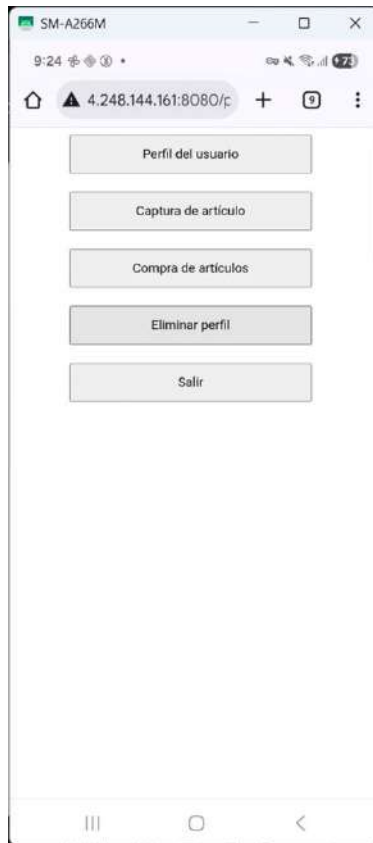 SM-A266M
9:24
73
4.248.144.161:8080/p
9
Perfil del usuario
Captura de artículo
Compra de artículos
Eliminar perfil
Salir